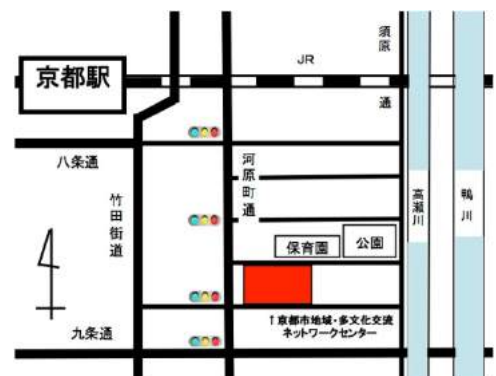 京都駅
JR
須原
通
八条通
竹田街道
河原町通
高瀬川
鴨川
保育園
公園
↑京都市地域・多文化交流
ネットワークセンター
九条通